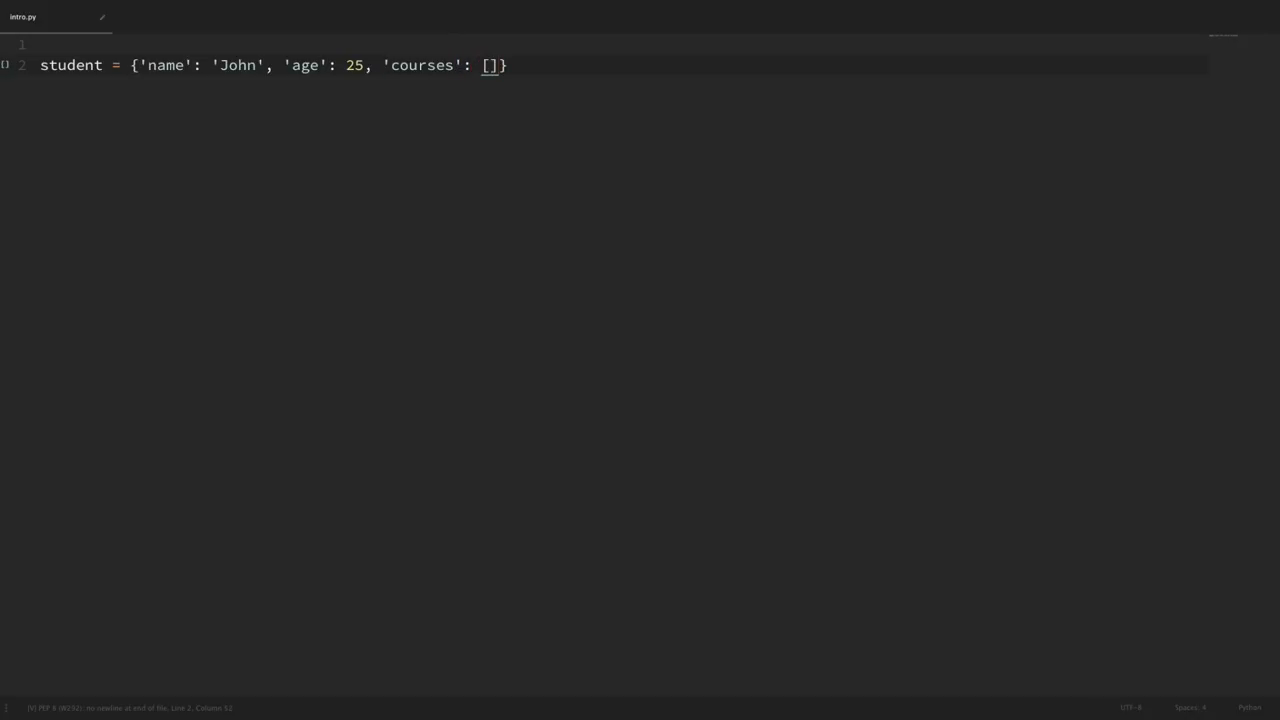 intro.py
1
[] 2 student = {'name': 'John', 'age': 25, 'courses': []}
[V] PEP 8 (W292): no newline at end of file, Line 2, Column 52 UTF-8 Spaces: 4 Python